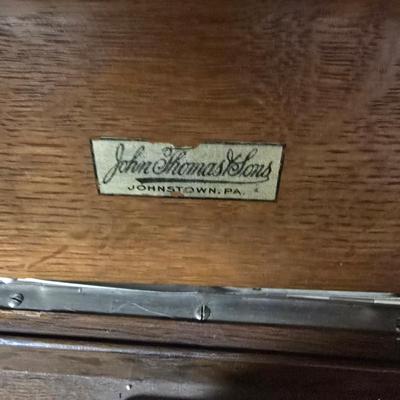 John Thomas & Sons
JOHNSTOWN, PA.